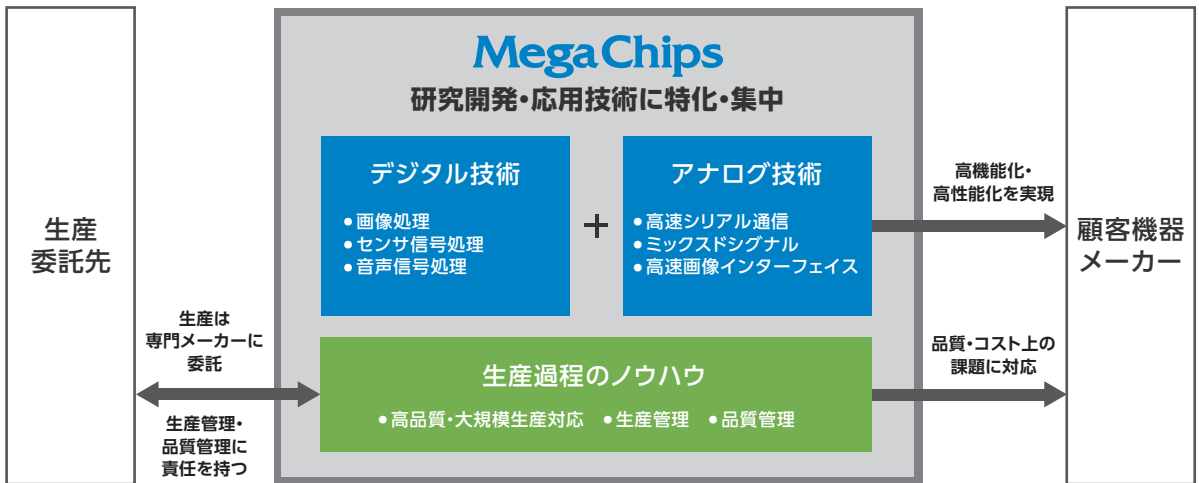 MegaChips
研究開発・応用技術に特化・集中
生産
委託先
デジタル技術
●画像処理
●センサ信号処理
●音声信号処理
+
アナログ技術
●高速シリアル通信
●ミックスドシグナル
●高速画像インターフェイス
高機能化・
高性能化を実現
顧客機器
メーカー
生産は
専門メーカーに
委託
生産管理・
品質管理に
責任を持つ
生産過程のノウハウ
●高品質・大規模生産対応 ●生産管理 ●品質管理
品質・コスト上の
課題に対応